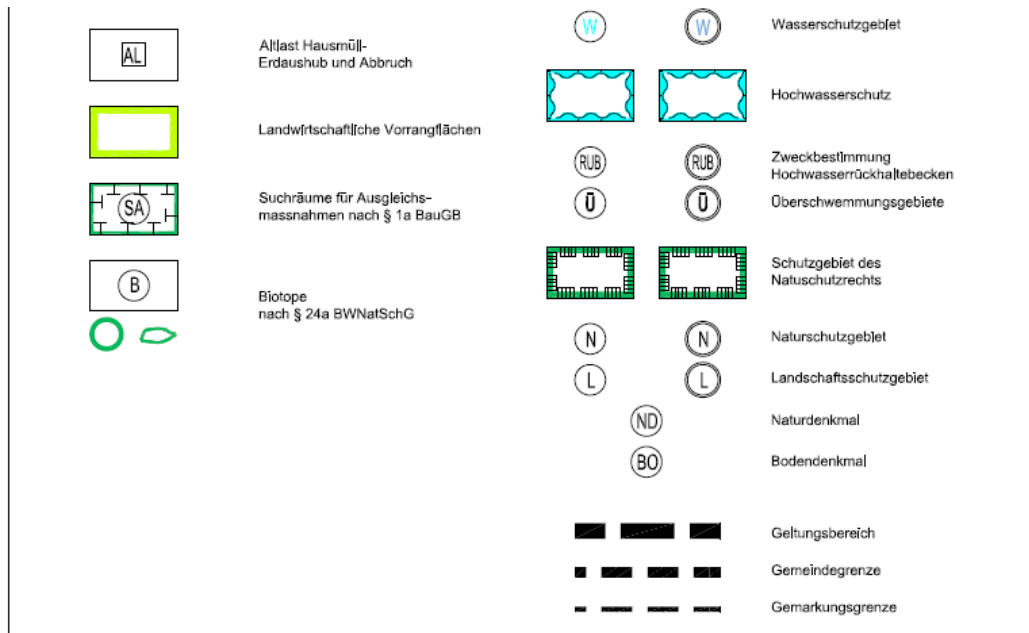 AL
Altlast Hausmüll-
Erdaushub und Abbruch
Landwirtschaftliche Vorrangflächen
SA
Suchräume für Ausgleichs-
massnahmen nach § 1a BauGB
B
Biotope
nach § 24a BWNatSchG
W W Wasserschutzgebiet
Hochwasserschutz
RUB RUB Zweckbestimmung
Hochwasserrückhaltebecken
Ü Ü Überschwemmungsgebiete
Schutzgebiet des
Natuschutzrechts
N N Naturschutzgebiet
L L Landschaftsschutzgebiet
ND Naturdenkmal
BO Bodendenkmal
Geltungsbereich
Gemeindegrenze
Gemarkungsgrenze